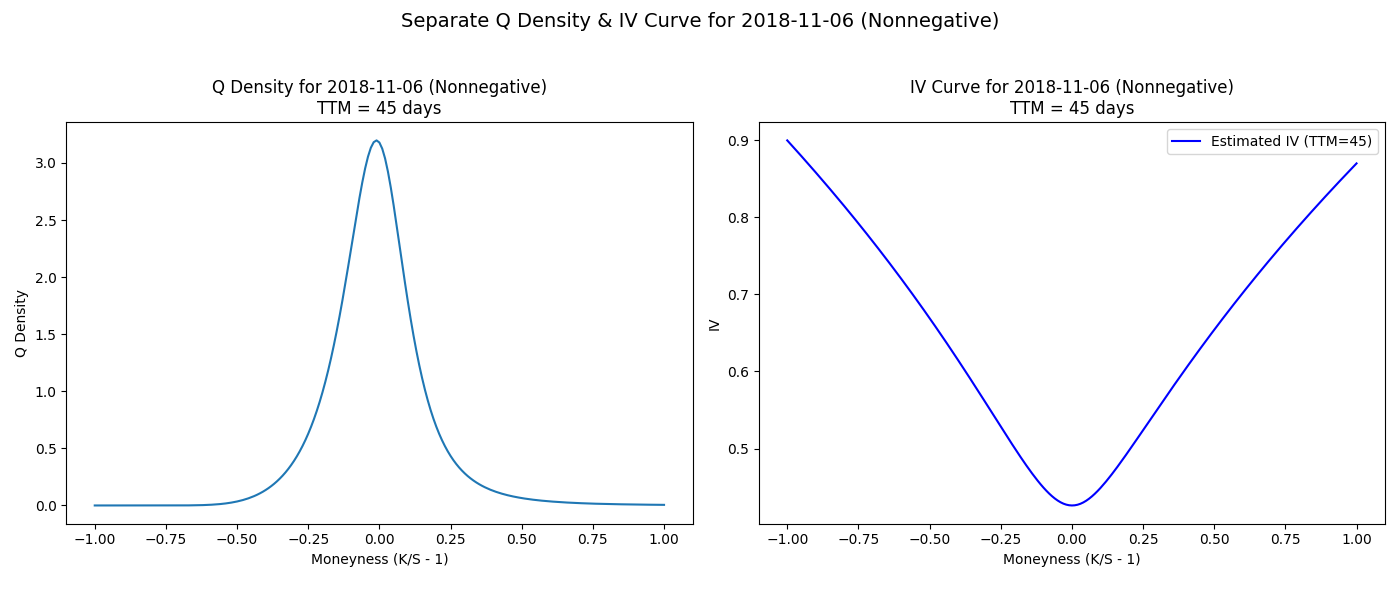 Separate Q Density & IV Curve for 2018-11-06 (Nonnegative)
Q Density for 2018-11-06 (Nonnegative)
TTM = 45 days
Q Density
3.0
2.5
2.0
1.5
1.0
0.5
0.0
−1.00 −0.75 −0.50 −0.25 0.00 0.25 0.50 0.75 1.00
Moneyness (K/S - 1)
IV Curve for 2018-11-06 (Nonnegative)
TTM = 45 days
Estimated IV (TTM=45)
IV
0.9
0.8
0.7
0.6
0.5
−1.00 −0.75 −0.50 −0.25 0.00 0.25 0.50 0.75 1.00
Moneyness (K/S - 1)